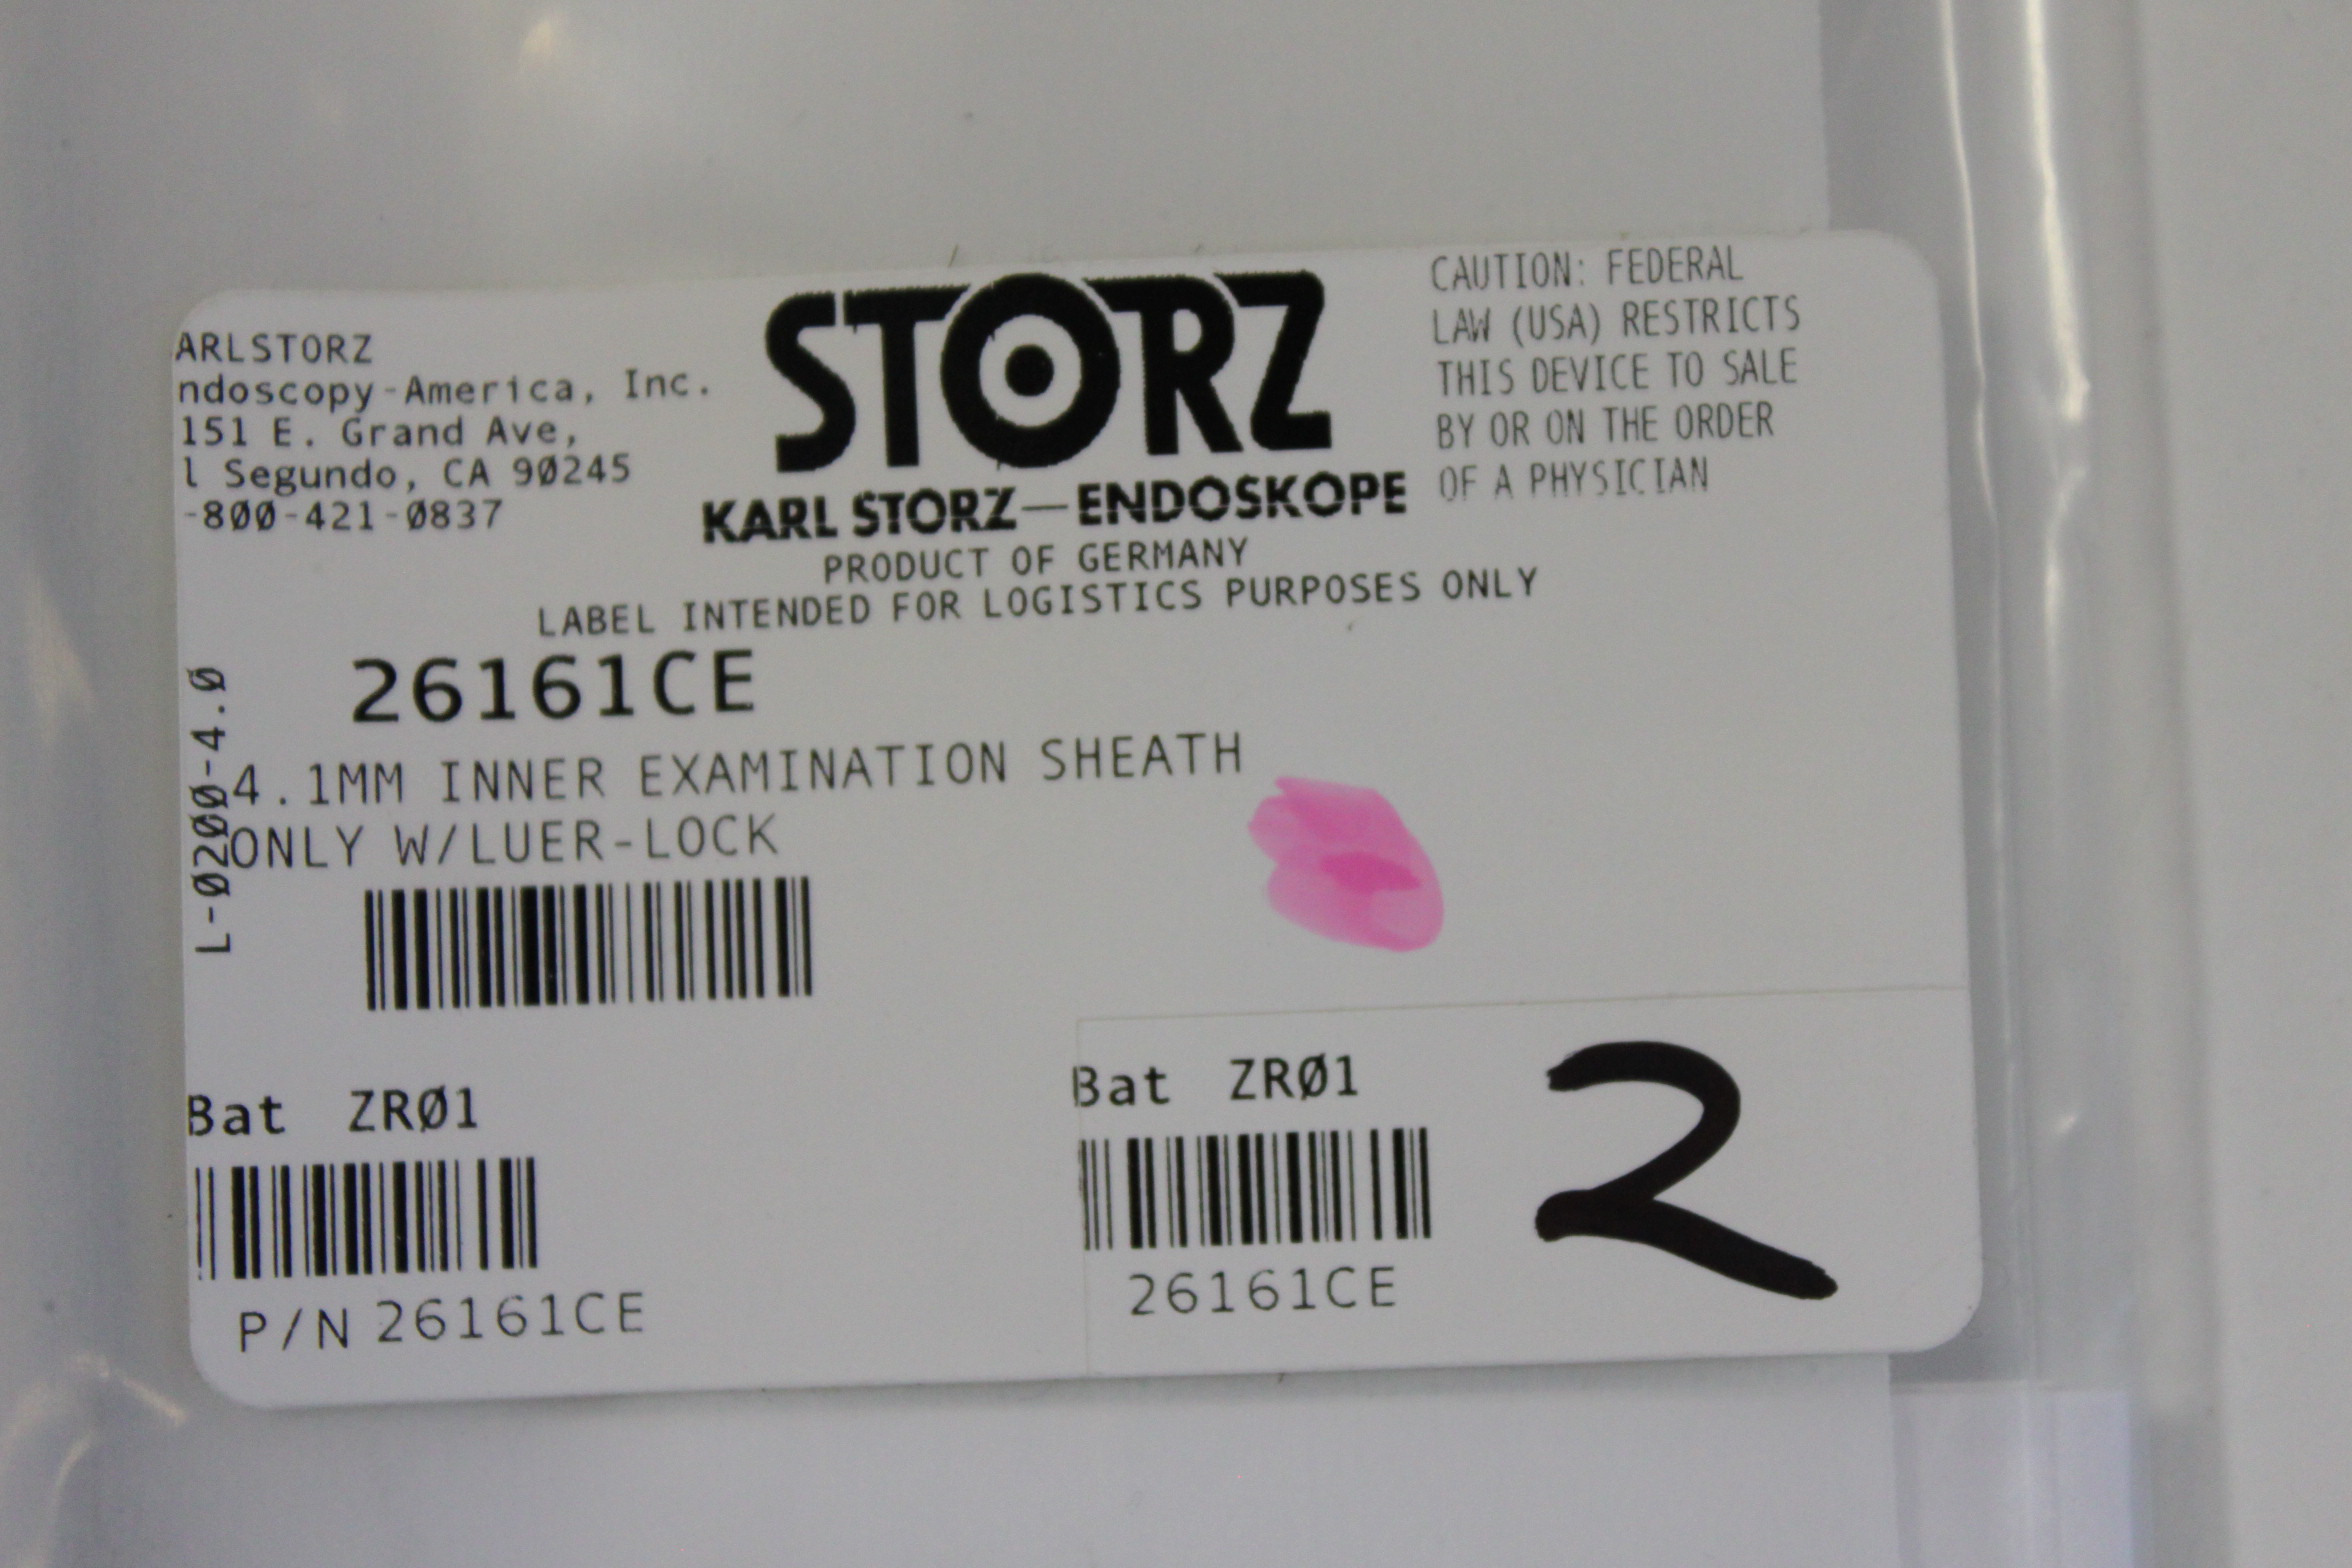 ARLSTORZ
ndoscopy-America, Inc.
151 E. Grand Ave,
l Segundo, CA 90245
-800-421-0837
STORZ
KARL STORZ—ENDOSKOPE
CAUTION: FEDERAL
LAW (USA) RESTRICTS
THIS DEVICE TO SALE
BY OR ON THE ORDER
OF A PHYSICIAN
PRODUCT OF GERMANY
LABEL INTENDED FOR LOGISTICS PURPOSES ONLY
26161CE
L-0200-4.0
4.1MM INNER EXAMINATION SHEATH
ONLY W/LUER-LOCK
Bat ZR01
P/N 26161CE
Bat ZR01
26161CE
2